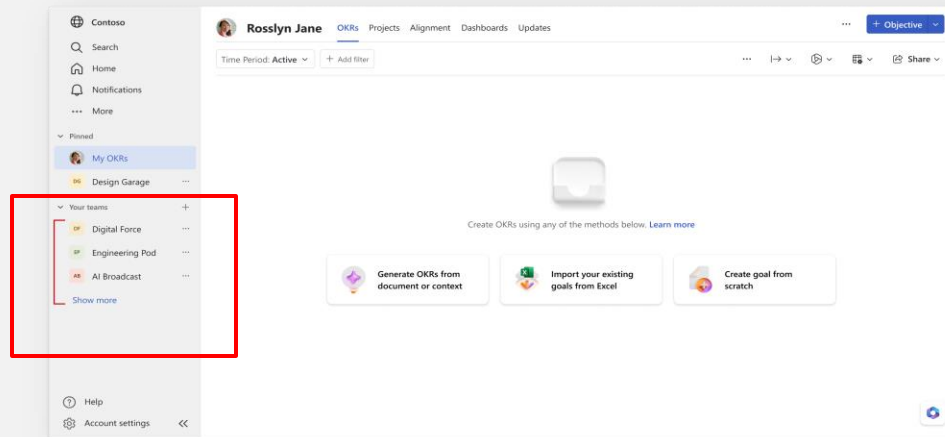 Contoso
Search
Home
Notifications
More
Pinned
My OKRs
DG Design Garage
Your teams
DF Digital Force
EP Engineering Pod
AB AI Broadcast
Show more
Help
Account settings
Rosslyn Jane OKRs Projects Alignment Dashboards Updates
+ Objective
Time Period: Active + Add filter
Share
Create OKRs using any of the methods below. Learn more
Generate OKRs from
document or context
Import your existing
goals from Excel
Create goal from
scratch